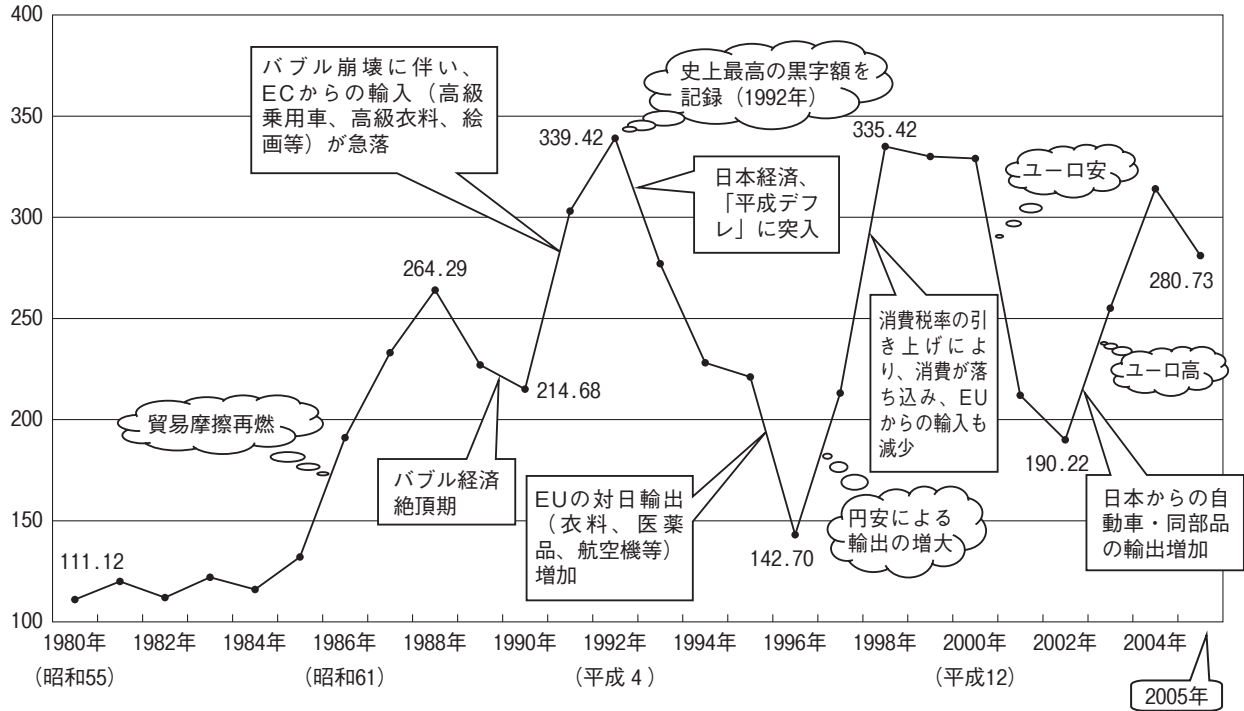 400
350
300
250
200
150
100
バブル崩壊に伴い、
ECからの輸入（高級
乗用車、高級衣料、絵
画等）が急落
史上最高の黒字額を
記録（1992年）
339.42
日本経済、
「平成デフ
レ」に突入
335.42
ユーロ安
264.29
214.68
貿易摩擦再燃
バブル経済
絶頂期
111.12
EUの対日輸出
（衣料、医薬
品、航空機等）
増加
142.70
円安による
輸出の増大
消費税率の引
き上げによ
り、消費が落
ち込み、EU
からの輸入も
減少
190.22
280.73
ユーロ高
日本からの自
動車・同部品
の輸出増加
1980年 1982年 1984年 1986年 1988年 1990年 1992年 1994年 1996年 1998年 2000年 2002年 2004年
（昭和55） （昭和61） （平成４） （平成12）
2005年